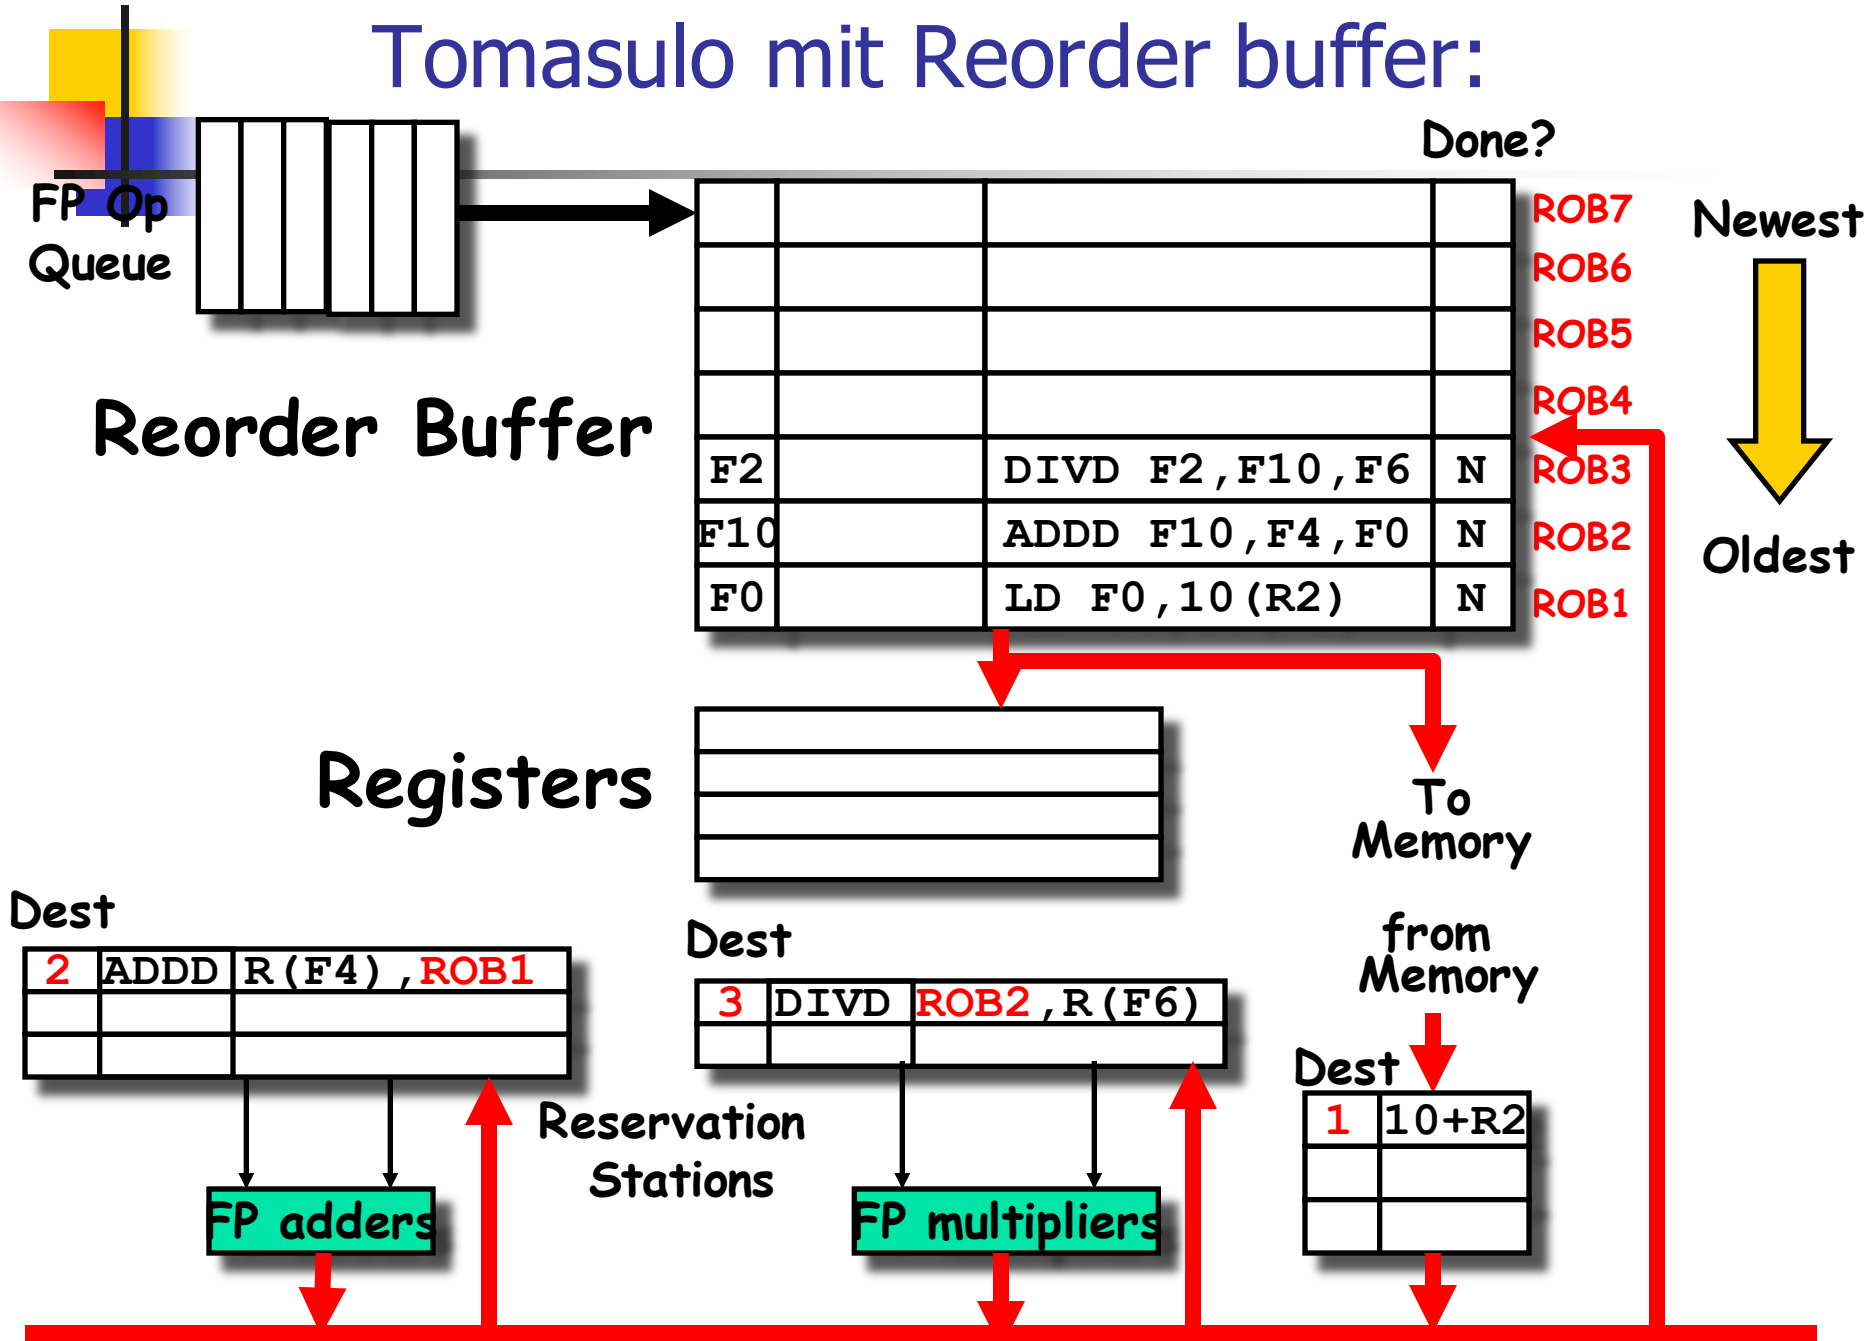 Tomasulo mit Reorder buffer:
Done?
FP Op
Queue
ROB7
ROB6
ROB5
ROB4
Newest
Reorder Buffer
F2 DIVD F2,F10,F6 N ROB3
F10 ADDD F10,F4,F0 N ROB2
F0 LD F0,10(R2) N ROB1
Oldest
Registers
To
Memory
from
Memory
Dest
2 ADDD R(F4),ROB1
Dest
3 DIVD ROB2,R(F6)
Dest
1 10+R2
Reservation
Stations
FP adders
FP multipliers